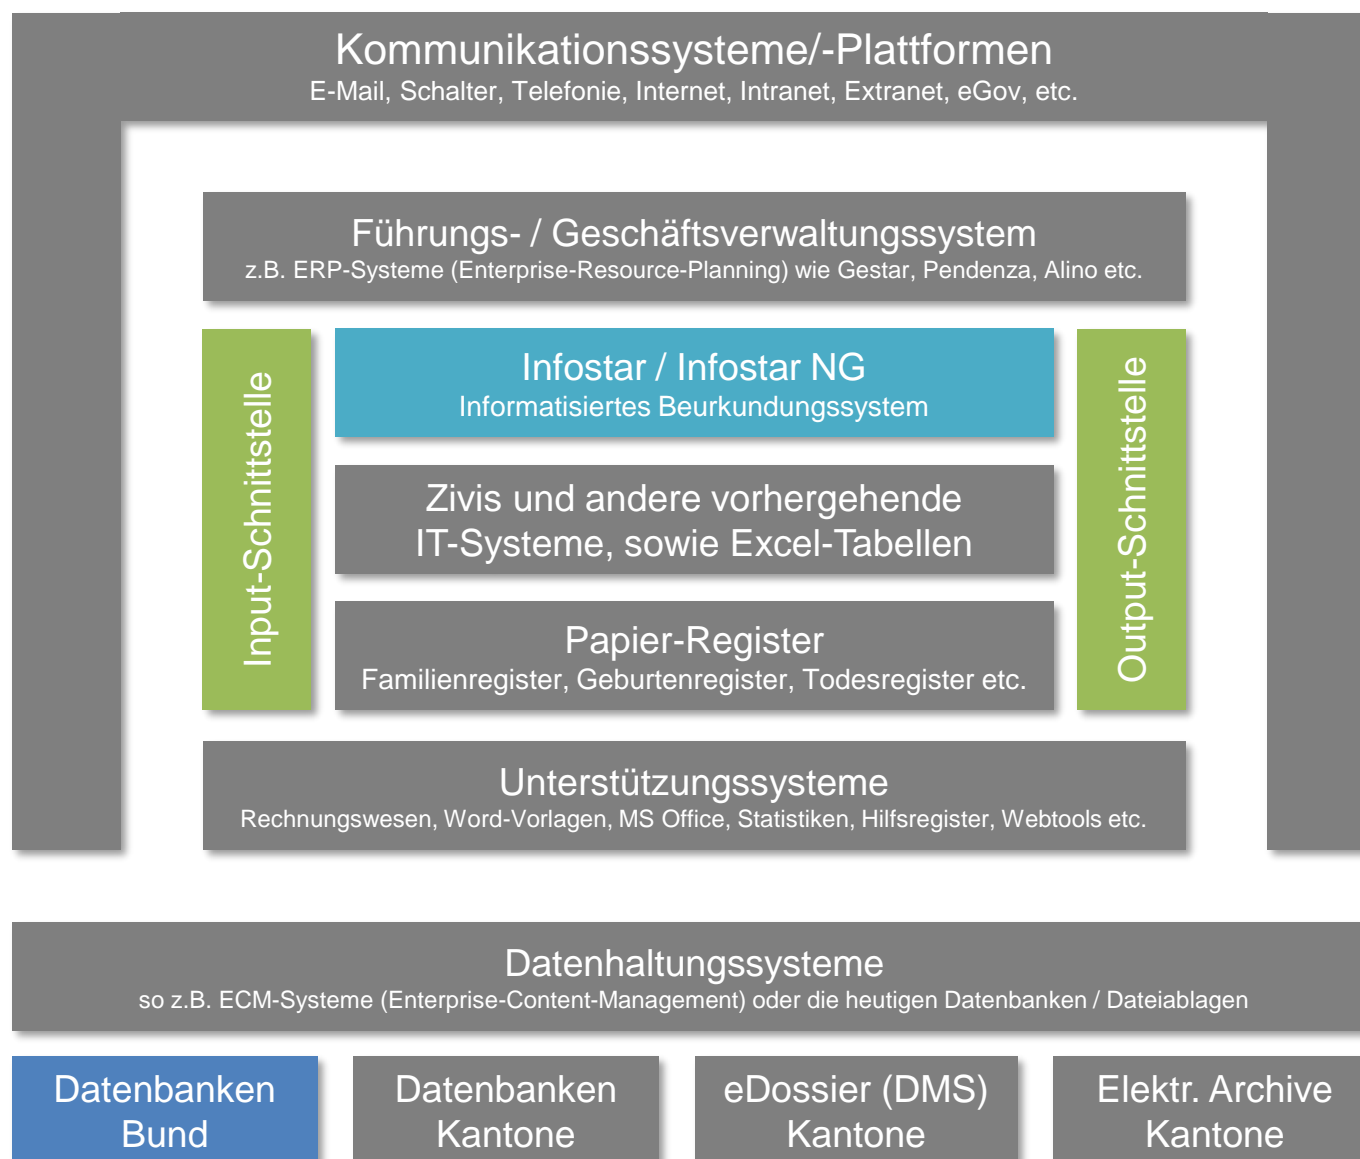 Kommunikationssysteme/-Plattformen
E-Mail, Schalter, Telefonie, Internet, Intranet, Extranet, eGov, etc.
Führungs- / Geschäftsverwaltungssystem
z.B. ERP-Systeme (Enterprise-Resource-Planning) wie Gestar, Pendenza, Alino etc.
Input-Schnittstelle
Infostar / Infostar NG
Informatisiertes Beurkundungssystem
Zivis und andere vorhergehende
IT-Systeme, sowie Excel-Tabellen
Papier-Register
Familienregister, Geburtenregister, Todesregister etc.
Output-Schnittstelle
Unterstützungssysteme
Rechnungswesen, Word-Vorlagen, MS Office, Statistiken, Hilfsregister, Webtools etc.
Datenhaltungssysteme
so z.B. ECM-Systeme (Enterprise-Content-Management) oder die heutigen Datenbanken / Dateiablagen
Datenbanken
Bund
Datenbanken
Kantone
eDossier (DMS)
Kantone
Elektr. Archive
Kantone